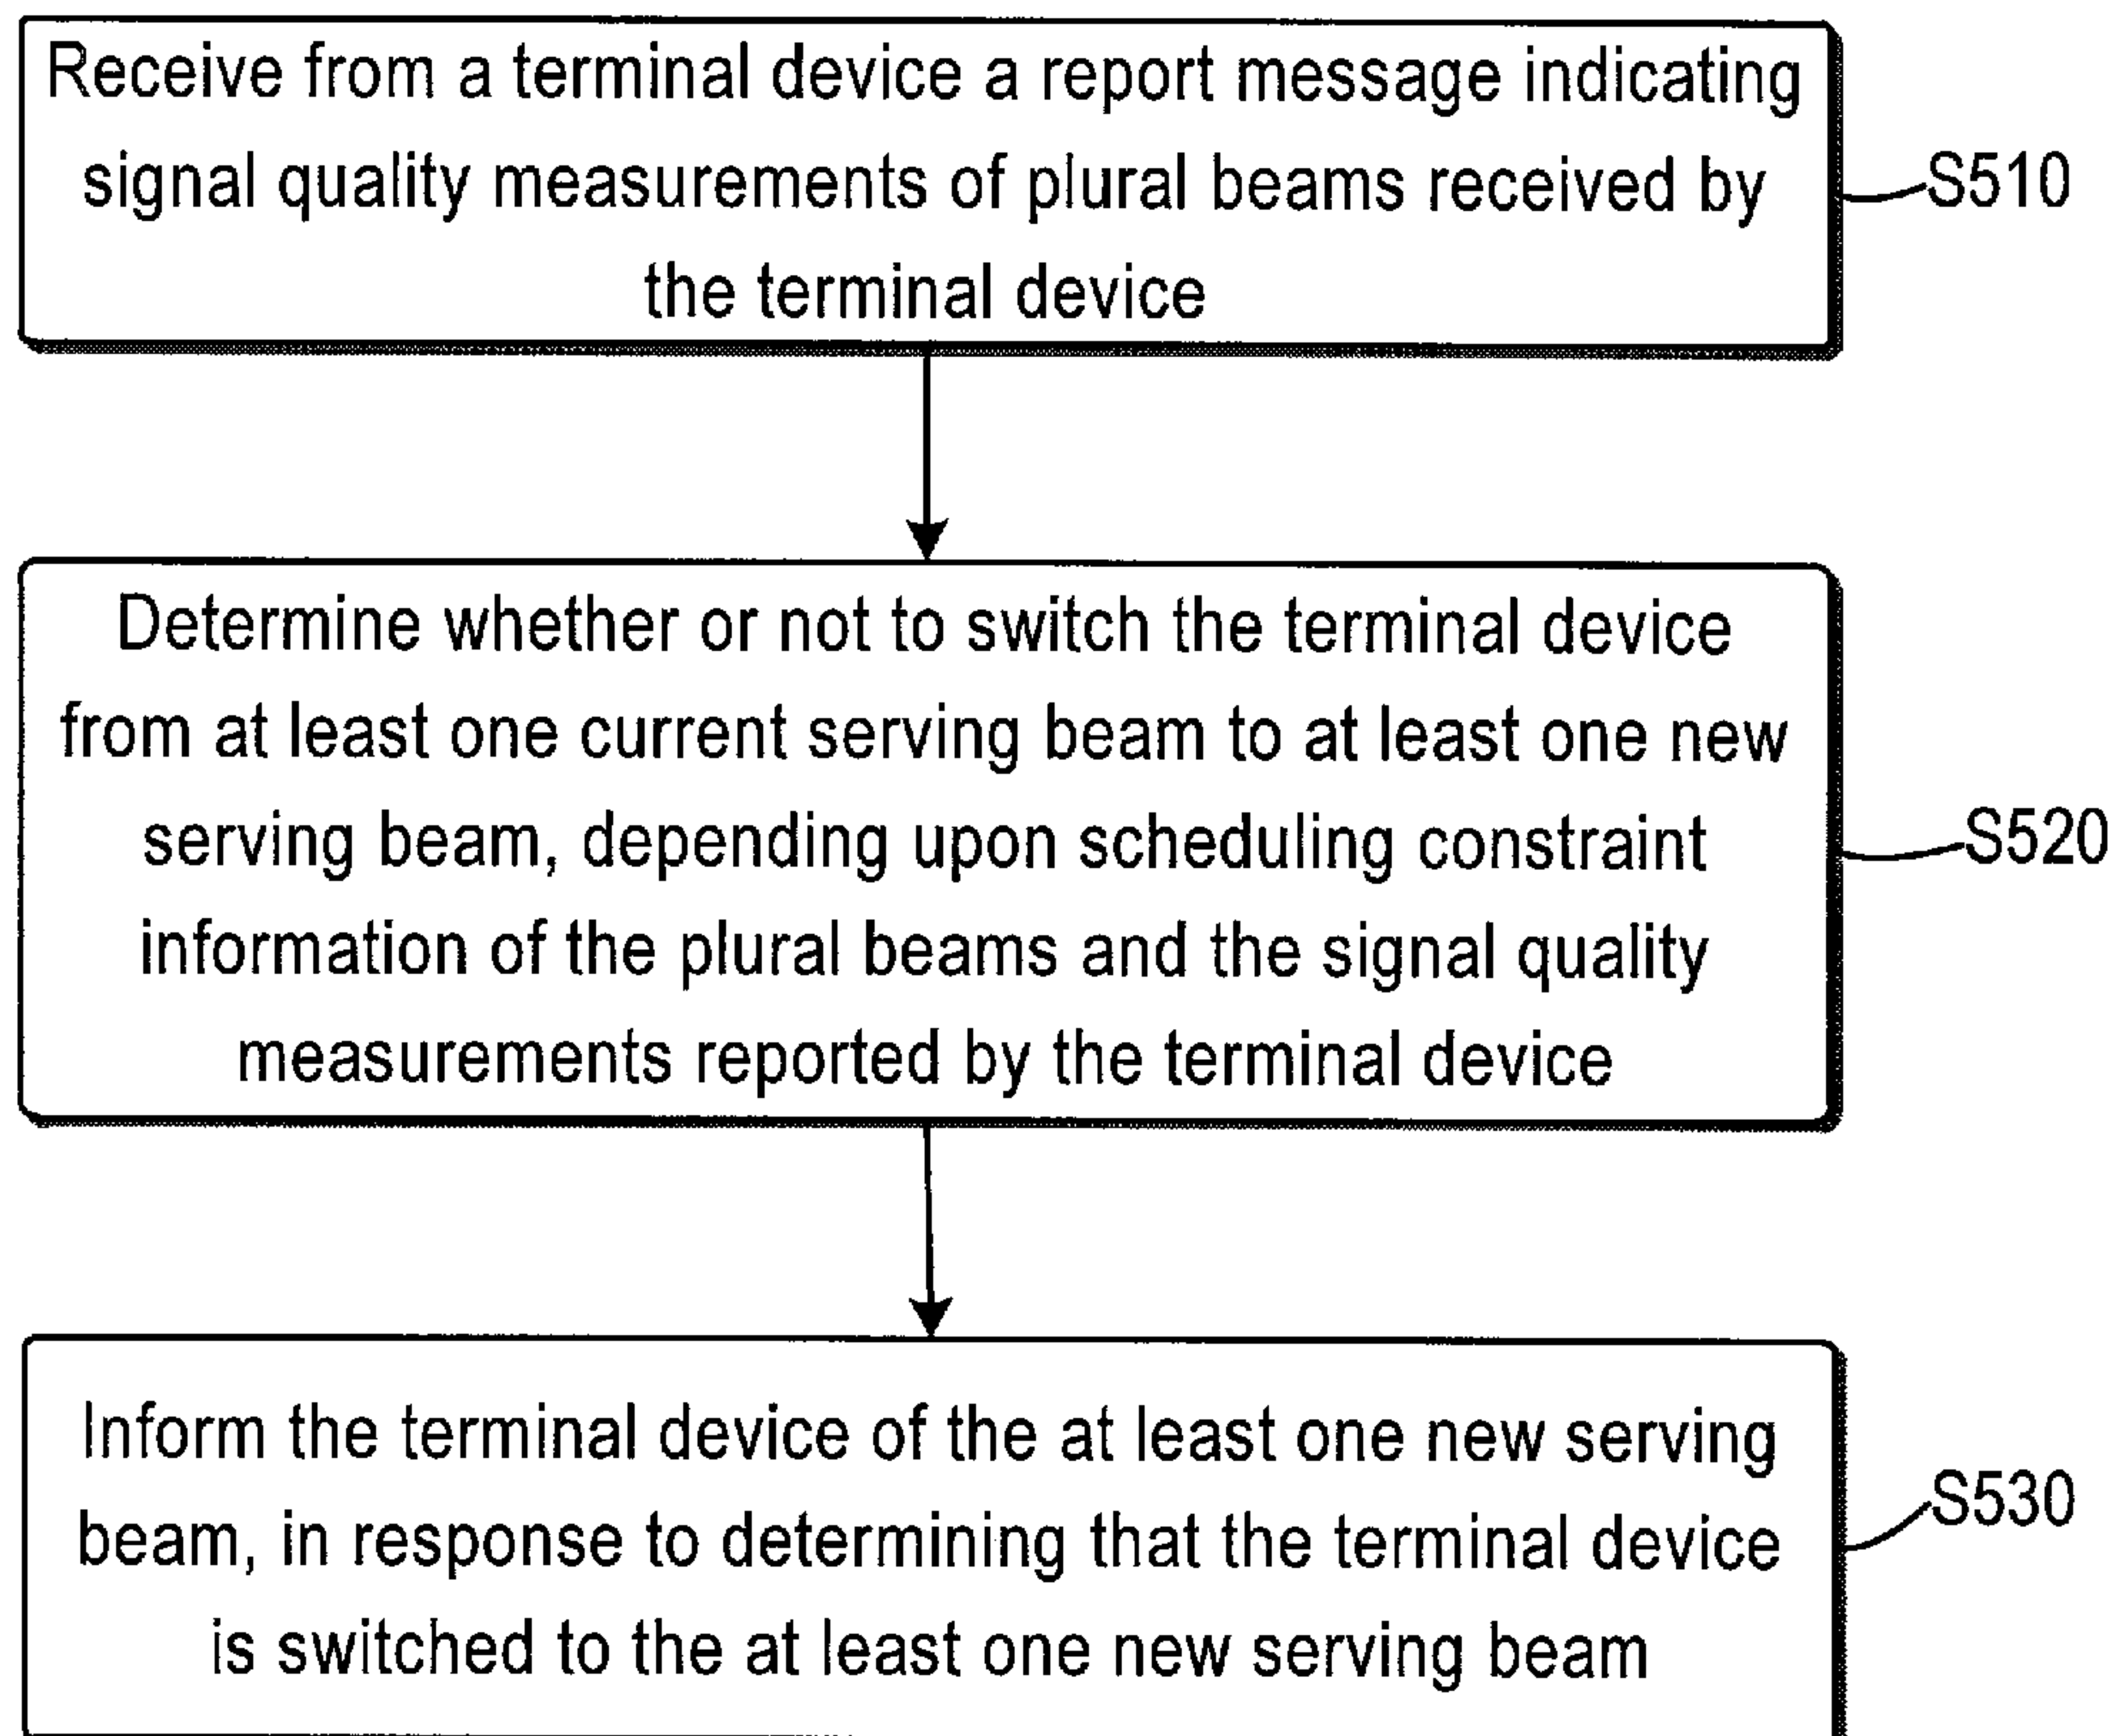 Receive from a terminal device a report message indicating
signal quality measurements of plural beams received by
the terminal device
S510
Determine whether or not to switch the terminal device
from at least one current serving beam to at least one new
serving beam, depending upon scheduling constraint
information of the plural beams and the signal quality
measurements reported by the terminal device
S520
Inform the terminal device of the at least one new serving
beam, in response to determining that the terminal device
is switched to the at least one new serving beam
S530